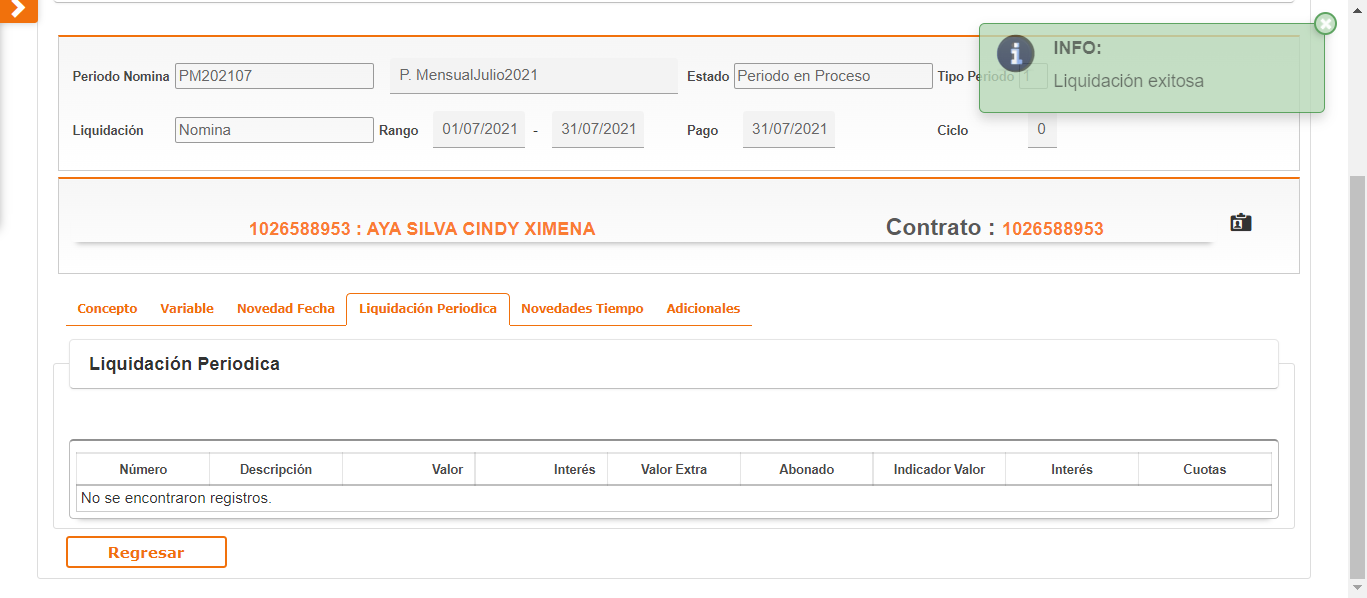 Periodo Nomina PM202107 P. MensualJulio2021 Estado Periodo en Proceso Tipo Periodo 1
INFO:
Liquidación exitosa
Liquidación Nomina Rango 01/07/2021 - 31/07/2021 Pago 31/07/2021 Ciclo 0
1026588953 : AYA SILVA CINDY XIMENA Contrato : 1026588953
Concepto Variable Novedad Fecha Liquidación Periodica Novedades Tiempo Adicionales
Liquidación Periodica
Número Descripción Valor Interés Valor Extra Abonado Indicador Valor Interés Cuotas
No se encontraron registros.
Regresar